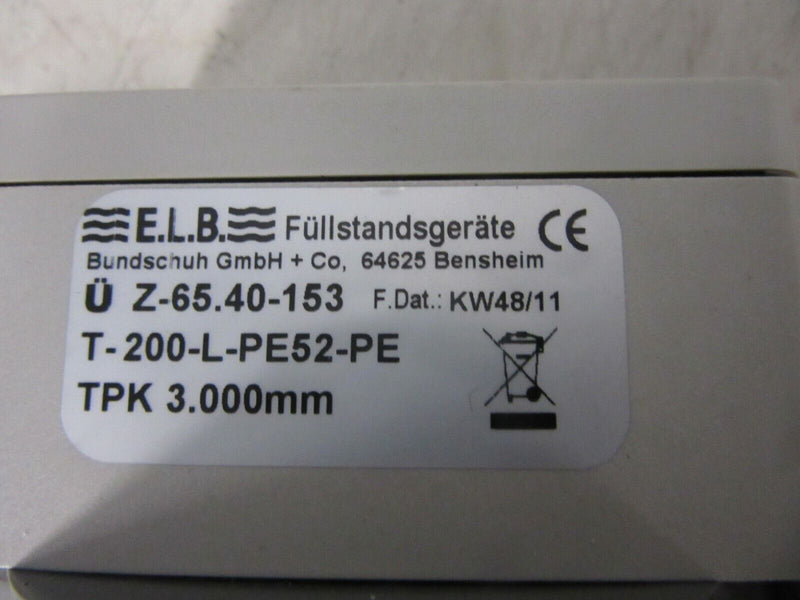 E.L.B. Füllstandsgeräte CE
Bundschuh GmbH + Co, 64625 Bensheim
Ü Z-65.40-153 F.Dat.: KW48/11
T-200-L-PE52-PE
TPK 3.000mm